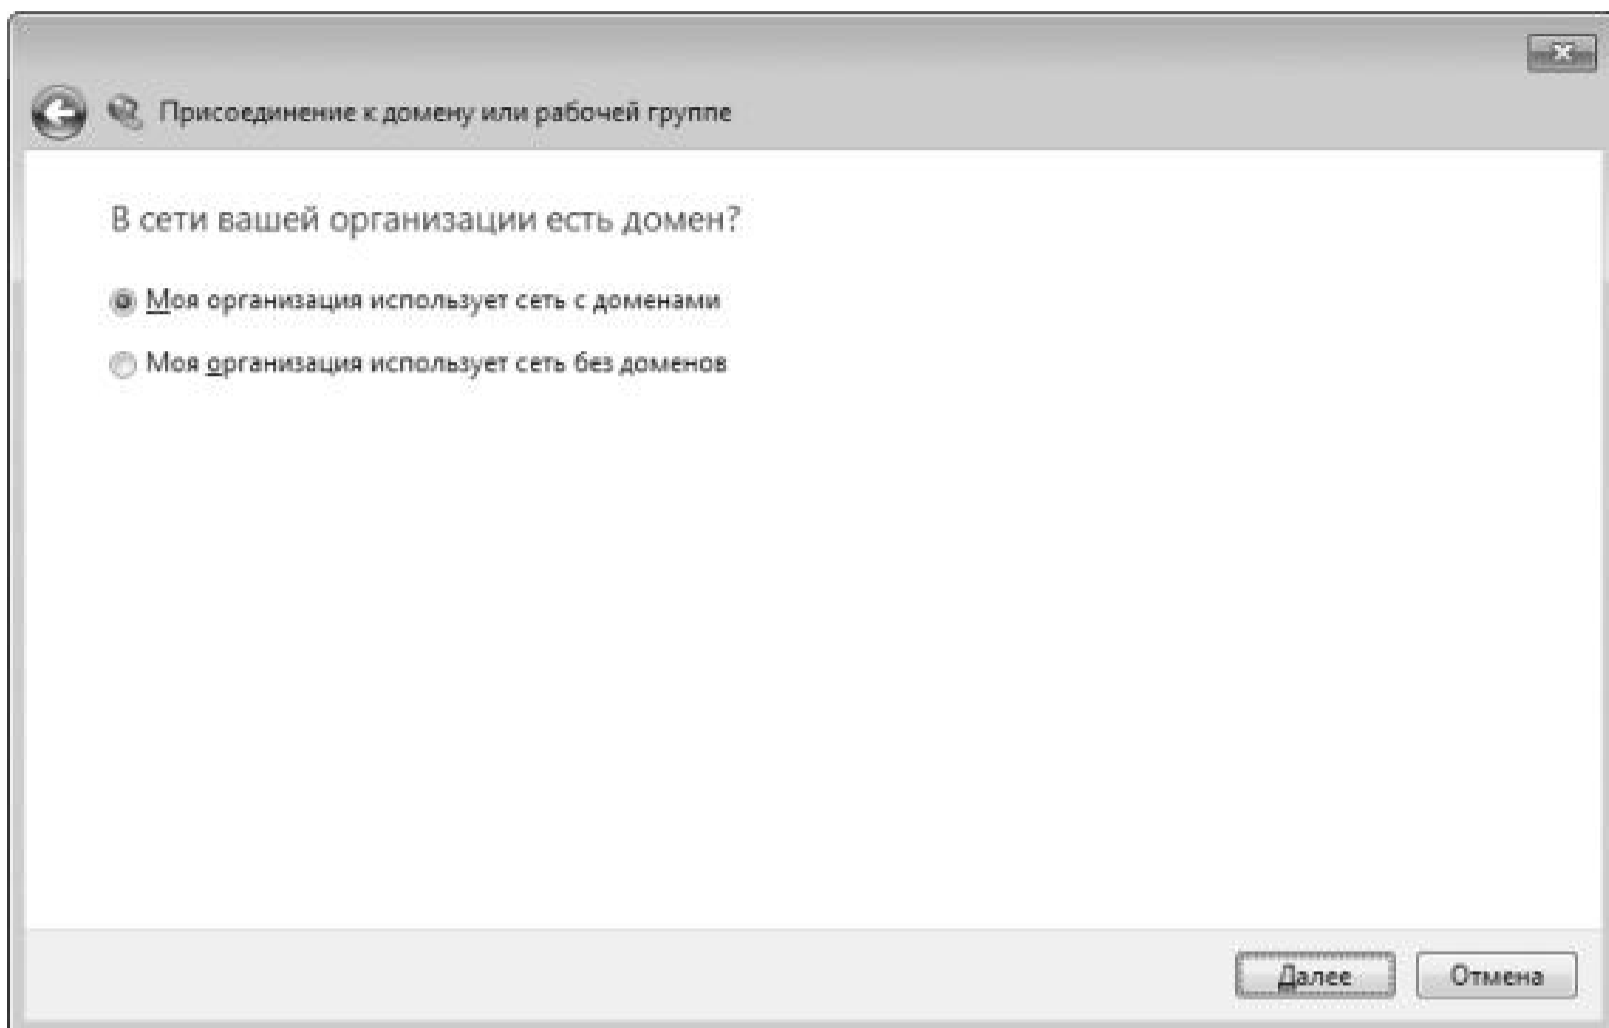 Присоединение к домену или рабочей группе
В сети вашей организации есть домен?
Моя организация использует сеть с доменами
Моя организация использует сеть без доменов
Далее
Отмена